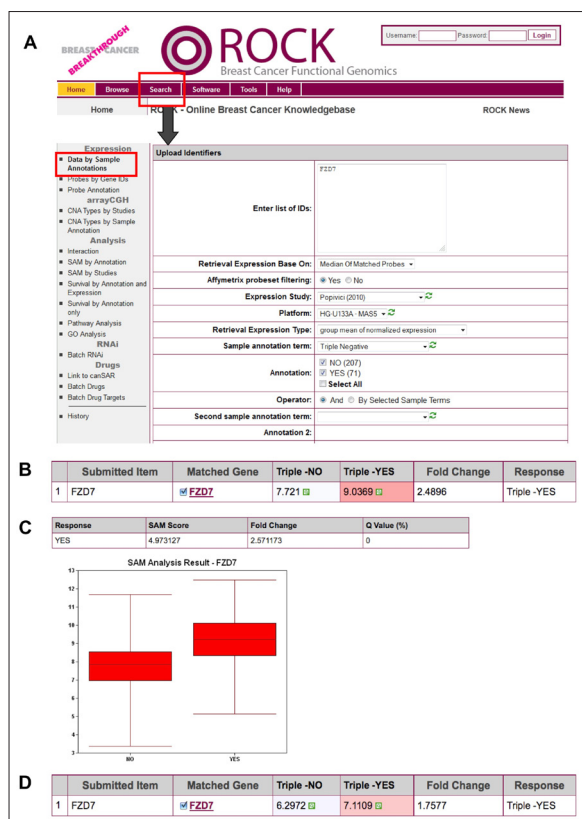 A
BREAST CANCER
BREAKTHROUGH
ROCK
Breast Cancer Functional Genomics
Username: Password: Login
Home Browse Search Software Tools Help
Home ROCK - Online Breast Cancer Knowledgebase ROCK News
Expression
Data by Sample
Annotations
Probes by Gene IDs
Probe Annotation
arrayCGH
CNA Types by Studies
CNA Types by Sample
Annotation
Analysis
Interaction
SAM by Annotation
SAM by Studies
Survival by Annotation and
Expression
Survival by Annotation
only
Pathway Analysis
GO Analysis
RNAi
Batch RNAi
Drugs
Link to canSAR
Batch Drugs
Batch Drug Targets
History
Upload Identifiers
Enter list of IDs: FZD7
Retrieval Expression Base On: Median Of Matched Probes
Affymetrix probeset filtering: Yes No
Expression Study: Popivici (2010)
Platform: HG-U133A - MAS5
Retrieval Expression Type: group mean of normalized expression
Sample annotation term: Triple Negative
Annotation: NO (207)
YES (71)
Select All
Operator: And By Selected Sample Terms
Second sample annotation term:
Annotation 2:
B
Submitted Item Matched Gene Triple -NO Triple -YES Fold Change Response
1 FZD7 FZD7 7.721 9.0369 2.4896 Triple -YES
C
Response SAM Score Fold Change Q Value (%)
YES 4.973127 2.571173 0
SAM Analysis Result - FZD7
13
12
11
10
9
8
7
6
5
4
3
NO YES
D
Submitted Item Matched Gene Triple -NO Triple -YES Fold Change Response
1 FZD7 FZD7 6.2972 7.1109 1.7577 Triple -YES